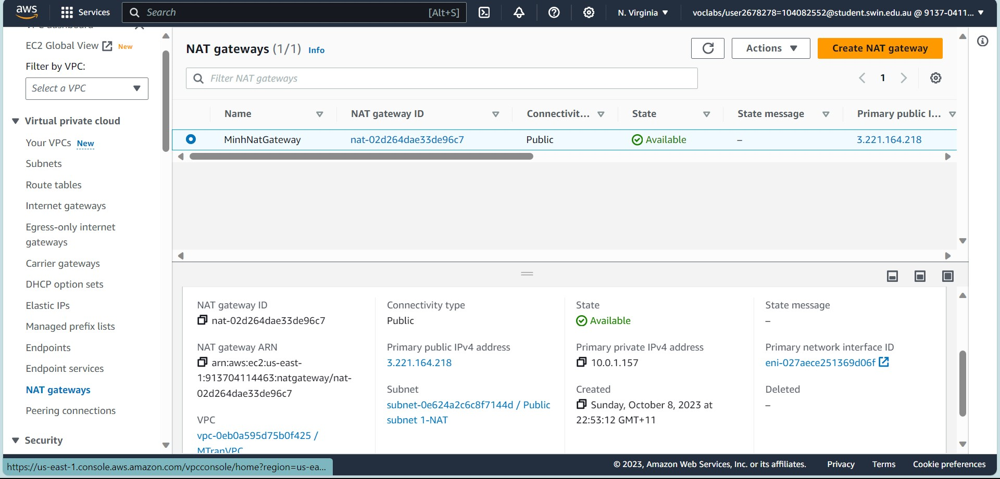 aws
Services
Search
[Alt+S]
N. Virginia
voclabs/user2678278=104082552@student.swin.edu.au @ 9137-0411...
VPC dashboard
EC2 Global View
New
Filter by VPC:
Select a VPC
Virtual private cloud
Your VPCs New
Subnets
Route tables
Internet gateways
Egress-only internet
gateways
Carrier gateways
DHCP option sets
Elastic IPs
Managed prefix lists
Endpoints
Endpoint services
NAT gateways
Peering connections
Security
NAT gateways (1/1) Info
Actions
Create NAT gateway
Filter NAT gateways
1
Name
NAT gateway ID
Connectivit...
State
State message
Primary public I...
MinhNatGateway
nat-02d264dae33de96c7
Public
Available
–
3.221.164.218
NAT gateway ID
nat-02d264dae33de96c7
NAT gateway ARN
arn:aws:ec2:us-east-
1:913704114463:natgateway/nat-
02d264dae33de96c7
VPC
vpc-0eb0a595d75b0f425 /
MTranVPC
Connectivity type
Public
Primary public IPv4 address
3.221.164.218
Subnet
subnet-0e624a2c6c8f7144d / Public
subnet 1-NAT
State
Available
Primary private IPv4 address
10.0.1.157
Created
Sunday, October 8, 2023 at
22:53:12 GMT+11
State message
–
Primary network interface ID
eni-027aece251369d06f
Deleted
–
https://us-east-1.console.aws.amazon.com/vpcconsole/home?region=us-ea...
© 2023, Amazon Web Services, Inc. or its affiliates.
Privacy
Terms
Cookie preferences